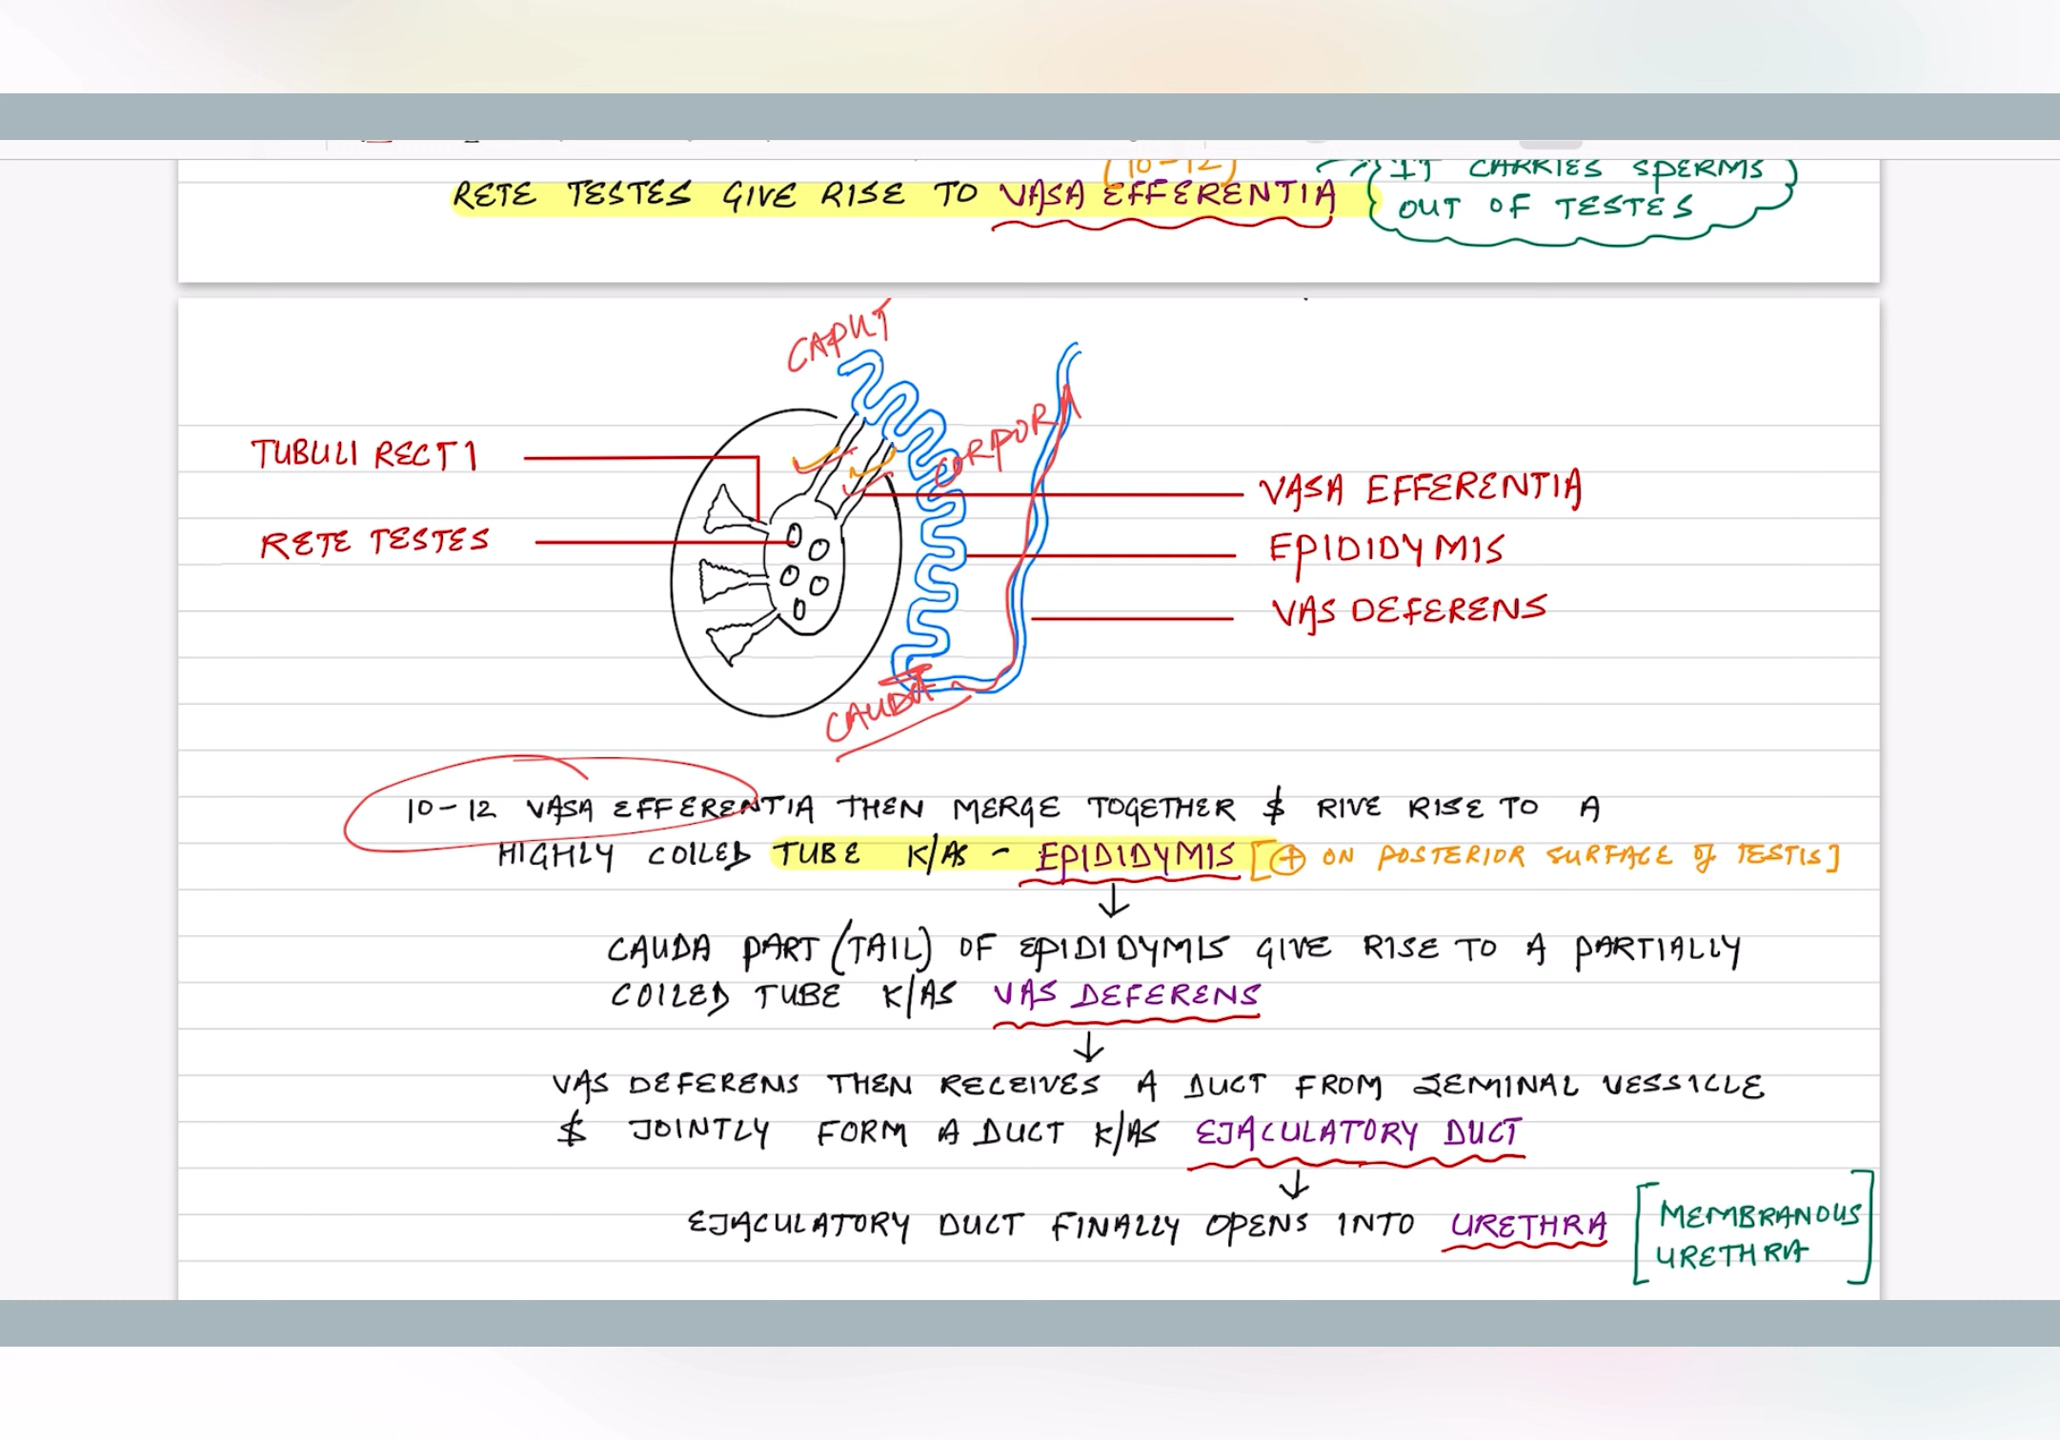 (10-12)
IT CARRIES SPERMS
RETE TESTES GIVE RISE TO VASA EFFERENTIA
OUT OF TESTES
CAPUT
CORPORA
TUBULI RECTI
VASA EFFERENTIA
RETE TESTES
EPIDIDYMIS
VAS DEFERENS
CAUDA
10-12 VASA EFFERENTIA THEN MERGE TOGETHER & RIVE RISE TO A
HIGHLY COILED TUBE K/AS - EPIDIDYMIS [⊕ ON POSTERIOR SURFACE of TESTIS]
CAUDA PART (TAIL) OF EPIDIDYMIS GIVE RISE TO A PARTIALLY
COILED TUBE K/AS VAS DEFERENS
VAS DEFERENS THEN RECEIVES A DUCT FROM SEMINAL VESSICLE
& JOINTLY FORM A DUCT K/AS EJACULATORY DUCT
EJACULATORY DUCT FINALLY OPENS INTO URETHRA [MEMBRANOUS
URETHRA]